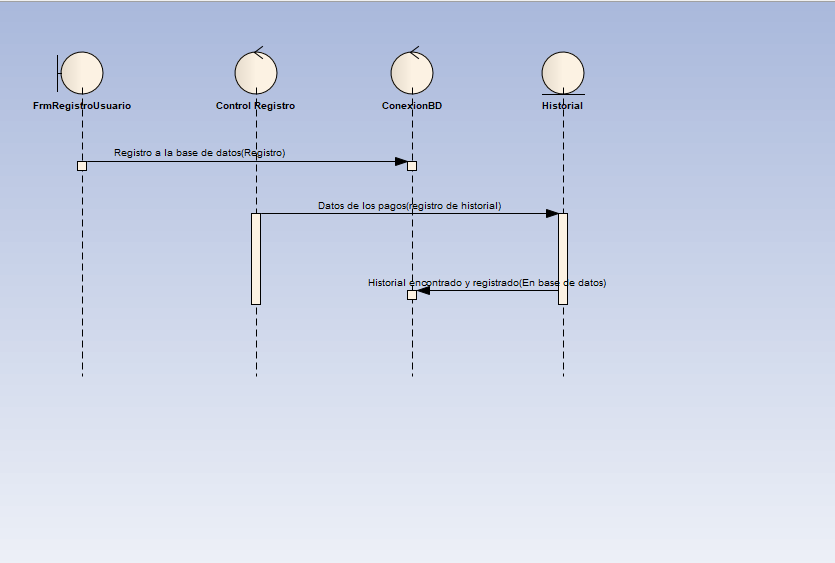 FrmRegistroUsuario
Control Registro
ConexionBD
Historial
Registro a la base de datos(Registro)
Datos de los pagos(registro de historial)
Historial encontrado y registrado(En base de datos)